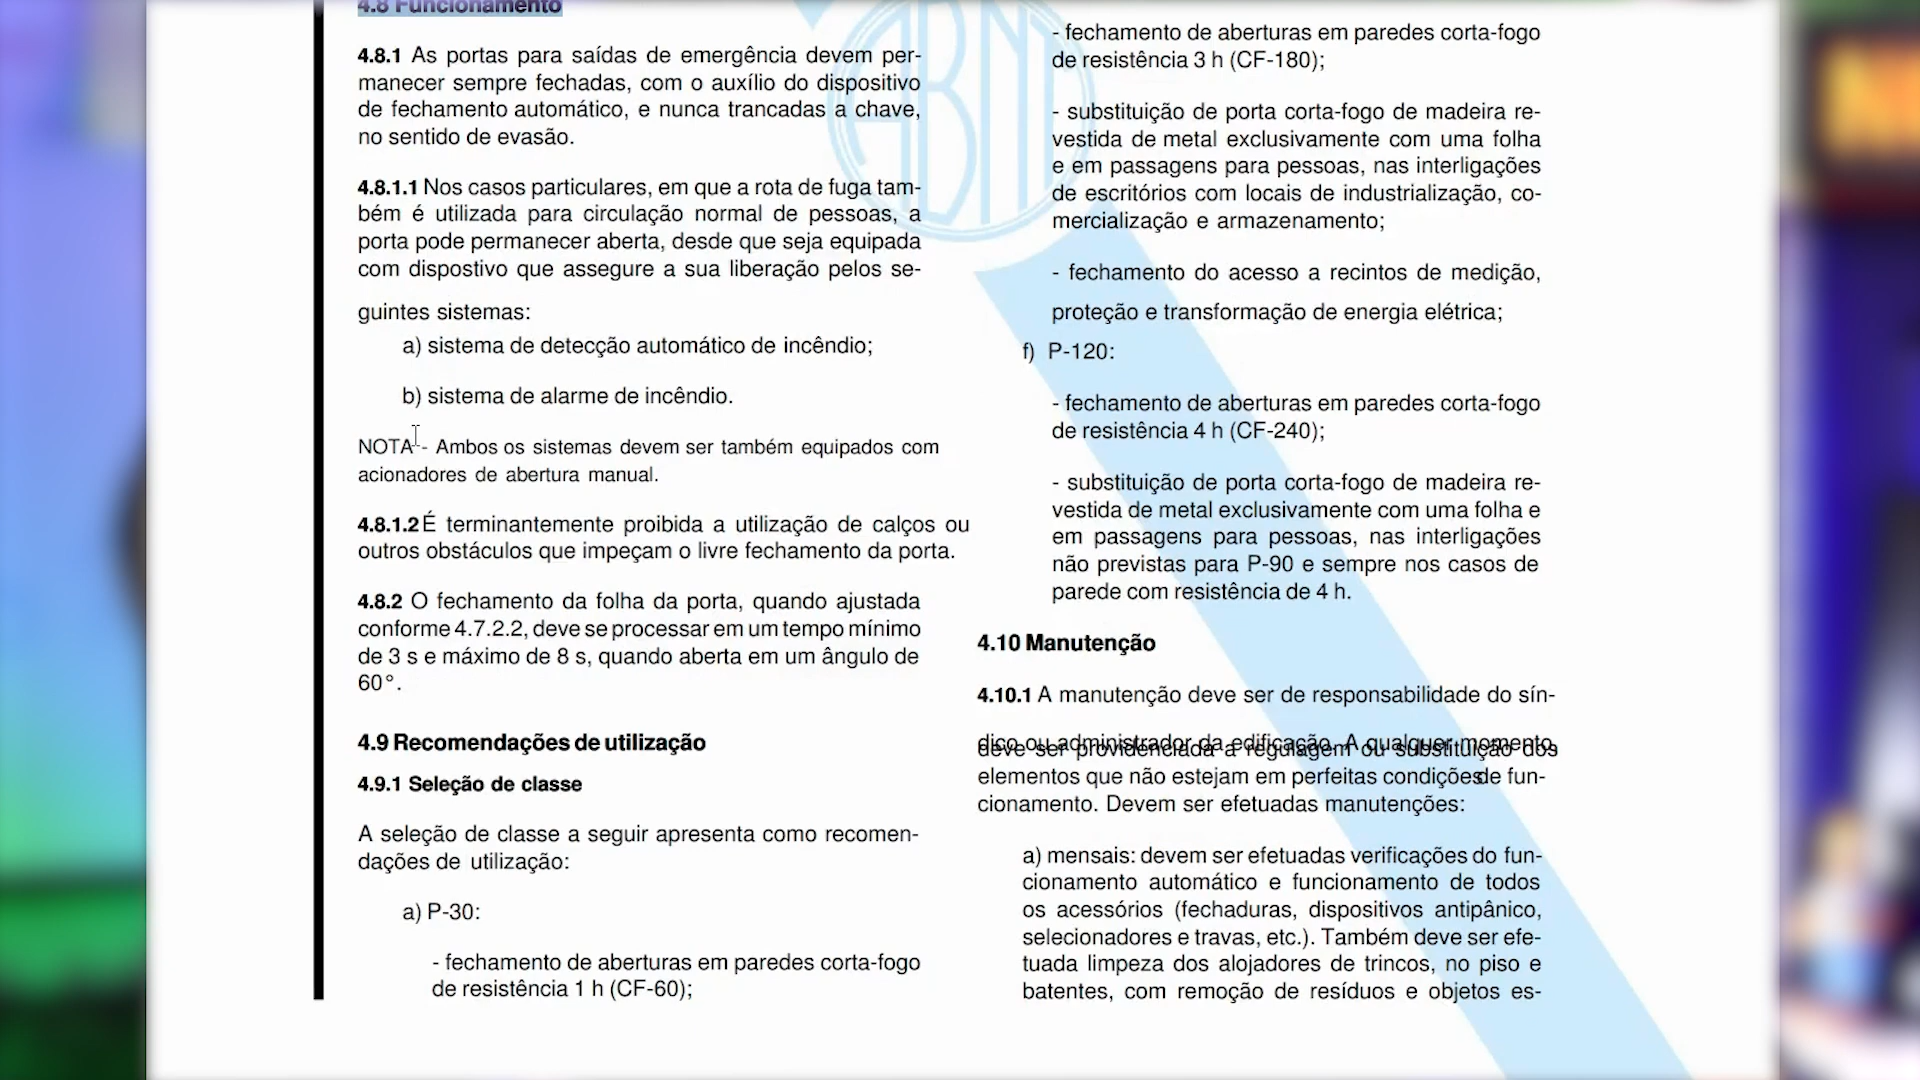 4.8 Funcionamento
4.8.1 As portas para saídas de emergência devem per-
manecer sempre fechadas, com o auxílio do dispositivo
de fechamento automático, e nunca trancadas a chave,
no sentido de evasão.
4.8.1.1 Nos casos particulares, em que a rota de fuga tam-
bém é utilizada para circulação normal de pessoas, a
porta pode permanecer aberta, desde que seja equipada
com dispostivo que assegure a sua liberação pelos se-
guintes sistemas:
a) sistema de detecção automático de incêndio;
b) sistema de alarme de incêndio.
NOTA - Ambos os sistemas devem ser também equipados com
acionadores de abertura manual.
4.8.1.2 É terminantemente proibida a utilização de calços ou
outros obstáculos que impeçam o livre fechamento da porta.
4.8.2 O fechamento da folha da porta, quando ajustada
conforme 4.7.2.2, deve se processar em um tempo mínimo
de 3 s e máximo de 8 s, quando aberta em um ângulo de
60°.
4.9 Recomendações de utilização
4.9.1 Seleção de classe
A seleção de classe a seguir apresenta como recomen-
dações de utilização:
a) P-30:
- fechamento de aberturas em paredes corta-fogo
de resistência 1 h (CF-60);
- fechamento de aberturas em paredes corta-fogo
de resistência 3 h (CF-180);
- substituição de porta corta-fogo de madeira re-
vestida de metal exclusivamente com uma folha
e em passagens para pessoas, nas interligações
de escritórios com locais de industrialização, co-
mercialização e armazenamento;
- fechamento do acesso a recintos de medição,
proteção e transformação de energia elétrica;
f) P-120:
- fechamento de aberturas em paredes corta-fogo
de resistência 4 h (CF-240);
- substituição de porta corta-fogo de madeira re-
vestida de metal exclusivamente com uma folha e
em passagens para pessoas, nas interligações
não previstas para P-90 e sempre nos casos de
parede com resistência de 4 h.
4.10 Manutenção
4.10.1 A manutenção deve ser de responsabilidade do sín-
dico ou administrador da edificação. A qualquer momento,
deve ser providenciada a regulagem ou substituição dos
elementos que não estejam em perfeitas condições de fun-
cionamento. Devem ser efetuadas manutenções:
a) mensais: devem ser efetuadas verificações do fun-
cionamento automático e funcionamento de todos
os acessórios (fechaduras, dispositivos antipânico,
selecionadores e travas, etc.). Também deve ser efe-
tuada limpeza dos alojadores de trincos, no piso e
batentes, com remoção de resíduos e objetos es-
ABNT